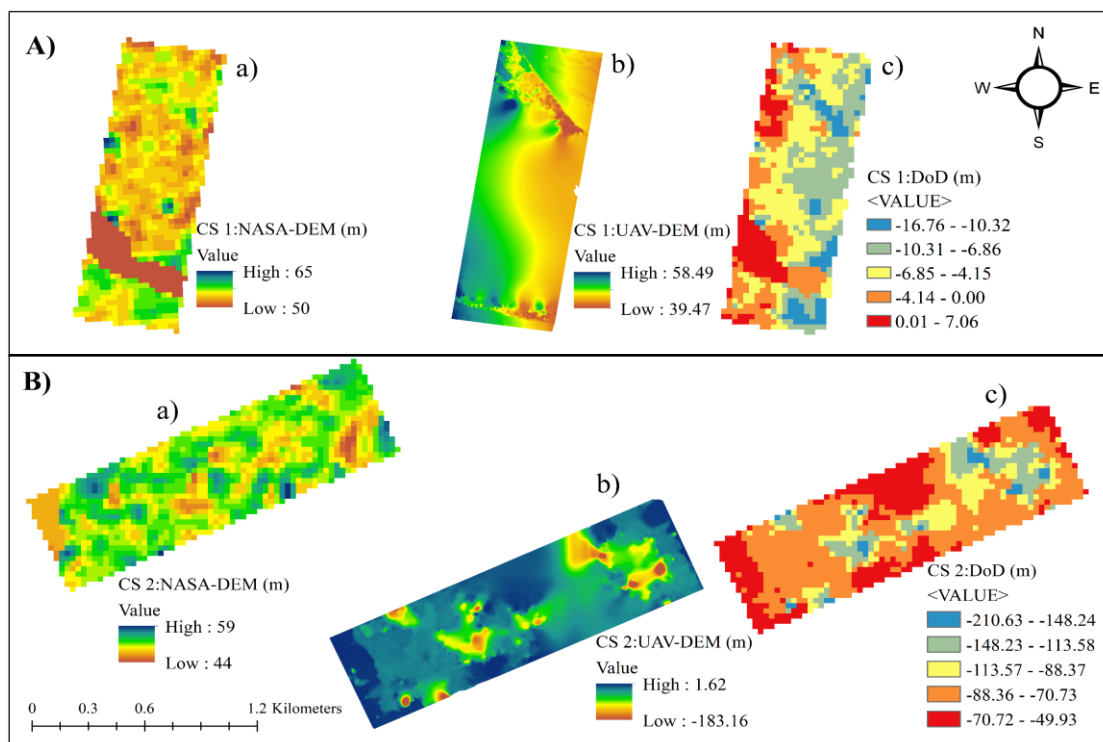 A)
a)
b)
c)
N
W
E
S
CS 1:NASA-DEM (m)
Value
High : 65
Low : 50
CS 1:UAV-DEM (m)
Value
High : 58.49
Low : 39.47
CS 1:DoD (m)
<VALUE>
-16.76 - -10.32
-10.31 - -6.86
-6.85 - -4.15
-4.14 - 0.00
0.01 - 7.06
B)
a)
b)
c)
CS 2:NASA-DEM (m)
Value
High : 59
Low : 44
0 0.3 0.6 1.2 Kilometers
CS 2:UAV-DEM (m)
Value
High : 1.62
Low : -183.16
CS 2:DoD (m)
<VALUE>
-210.63 - -148.24
-148.23 - -113.58
-113.57 - -88.37
-88.36 - -70.73
-70.72 - -49.93